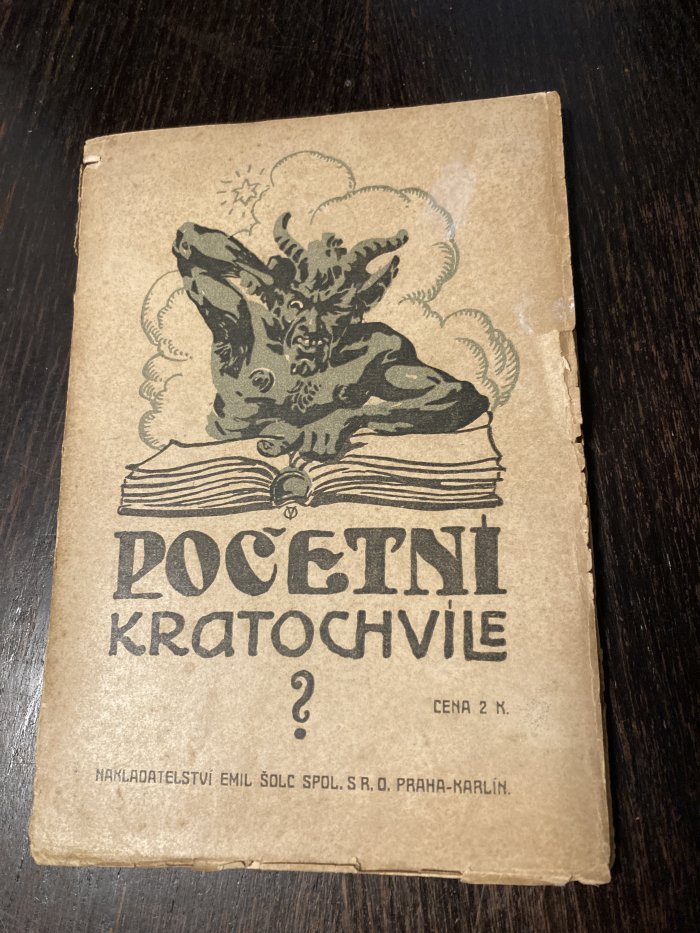 POČETNÍ
KRATOCHVÍLE
?
CENA 2 K.
NAKLADATELSTVÍ EMIL ŠOLC SPOL. S R. O. PRAHA-KARLÍN.